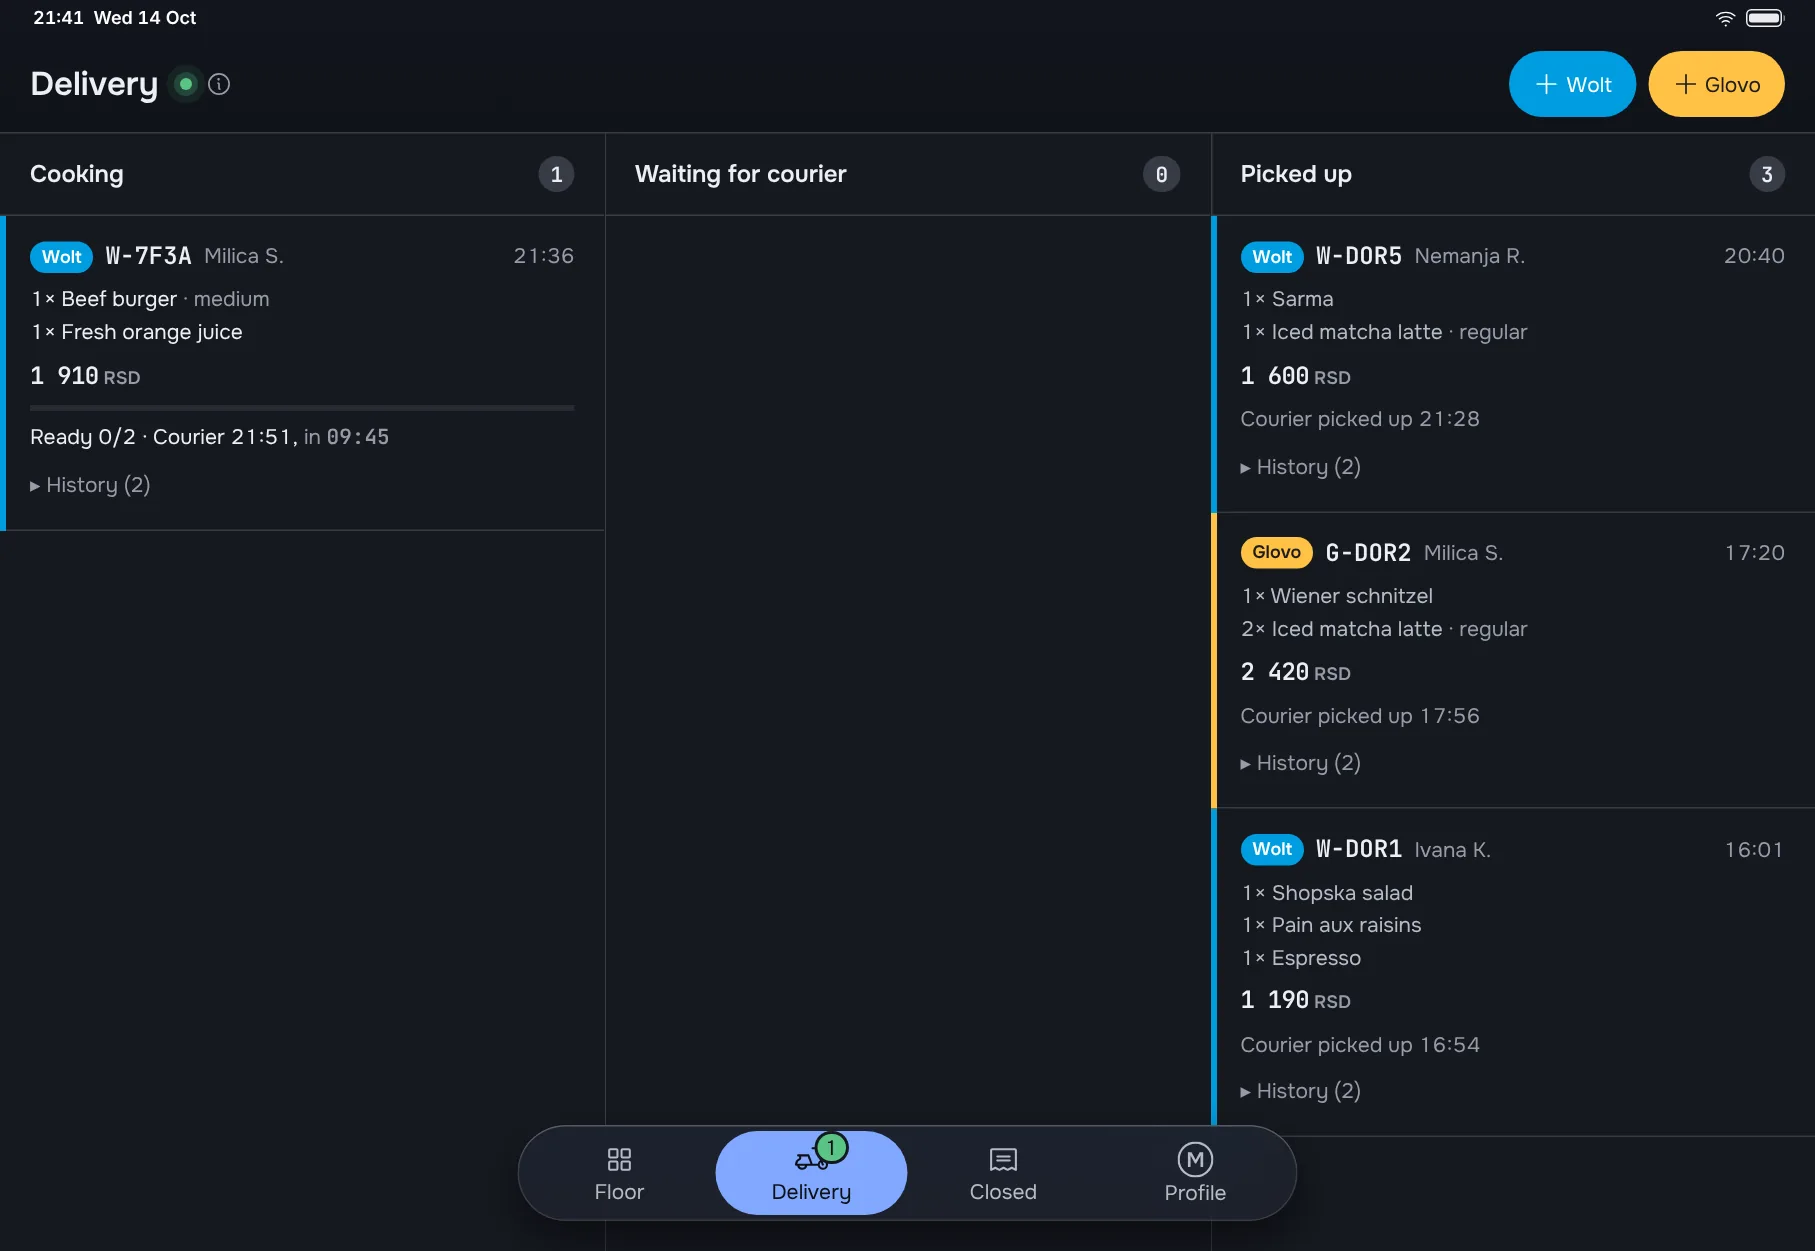 21:41 Wed 14 Oct
Delivery
+ Wolt
+ Glovo
Cooking
1
Wolt W-7F3A Milica S. 21:36
1× Beef burger · medium
1× Fresh orange juice
1 910 RSD
Ready 0/2 · Courier 21:51, in 09:45
▸ History (2)
Waiting for courier
0
Picked up
3
Wolt W-DOR5 Nemanja R. 20:40
1× Sarma
1× Iced matcha latte · regular
1 600 RSD
Courier picked up 21:28
▸ History (2)
Glovo G-DOR2 Milica S. 17:20
1× Wiener schnitzel
2× Iced matcha latte · regular
2 420 RSD
Courier picked up 17:56
▸ History (2)
Wolt W-DOR1 Ivana K. 16:01
1× Shopska salad
1× Pain aux raisins
1× Espresso
1 190 RSD
Courier picked up 16:54
▸ History (2)
Floor
1
Delivery
Closed
M
Profile